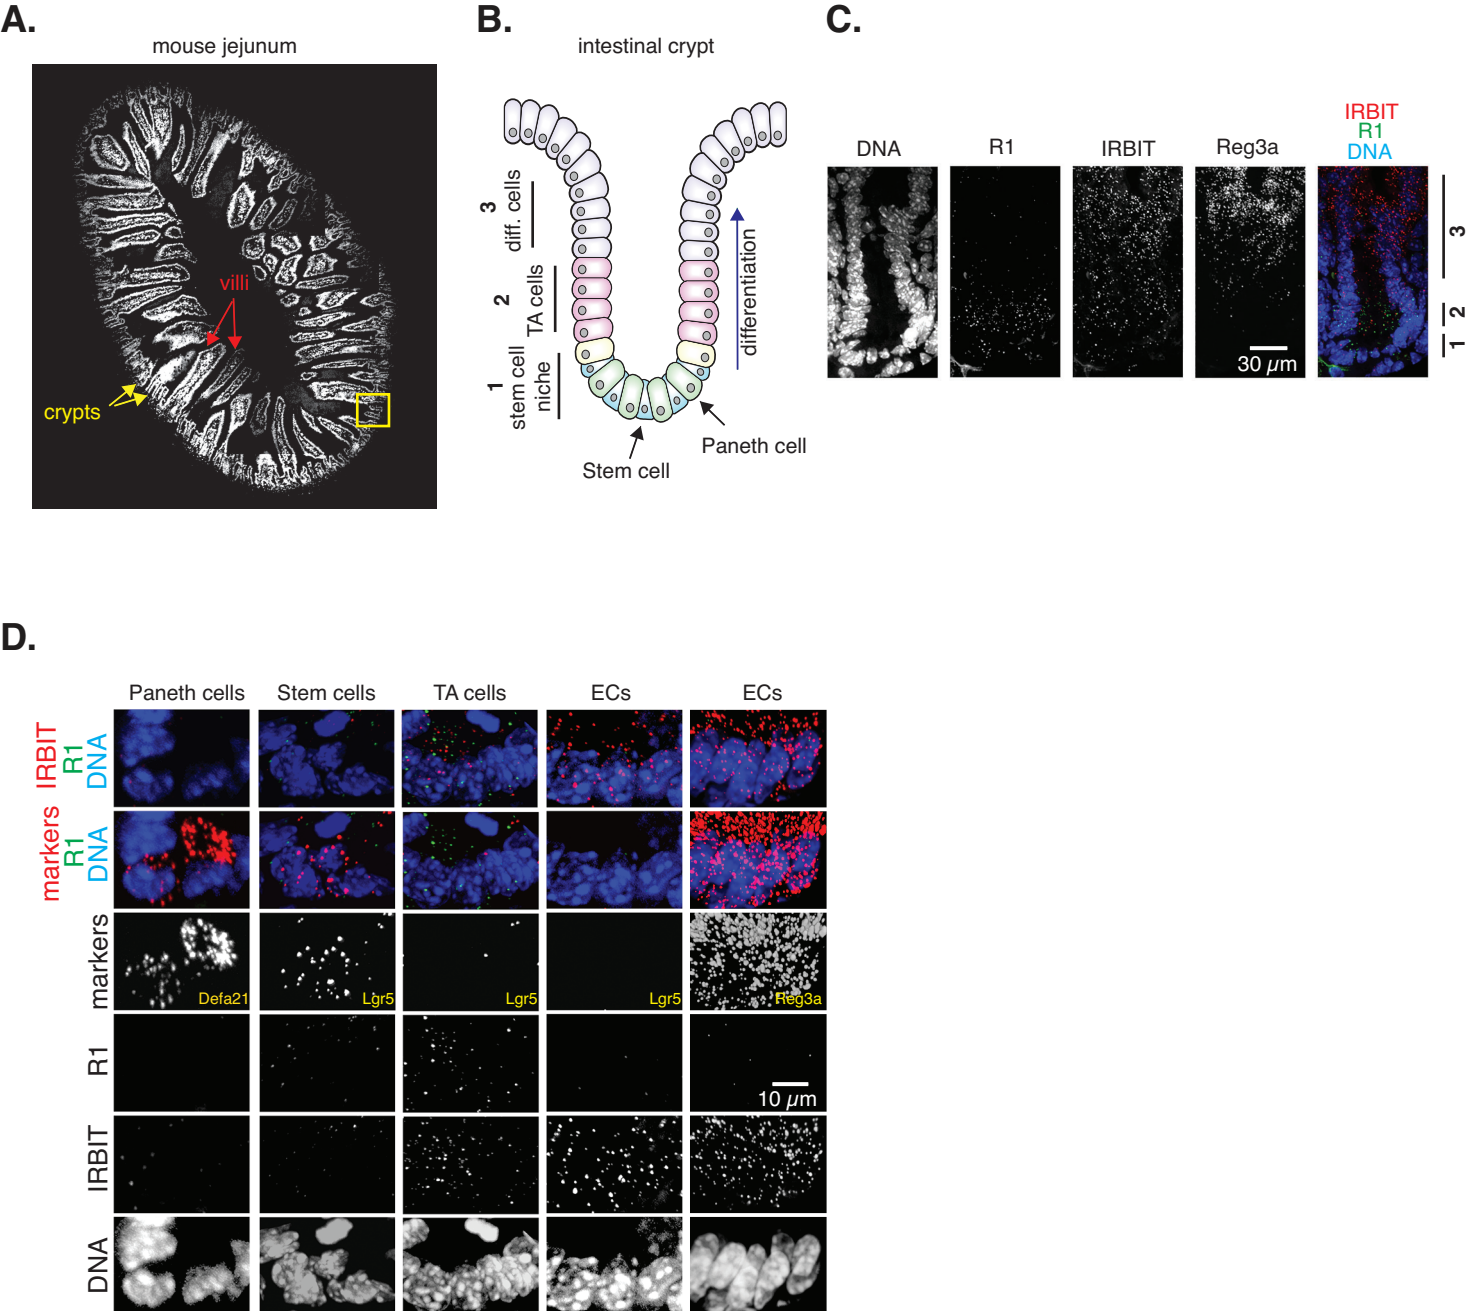 A.
mouse jejunum
villi
crypts
B.
intestinal crypt
3
diff. cells
2
TA cells
1
stem cell
niche
differentiation
Paneth cell
Stem cell
C.
DNA
R1
IRBIT
Reg3a
IRBIT
R1
DNA
30 µm
3
2
1
D.
Paneth cells
Stem cells
TA cells
ECs
ECs
IRBIT
R1
DNA
markers
R1
DNA
markers
Defa21
Lgr5
Lgr5
Lgr5
Reg3a
R1
10 µm
IRBIT
DNA